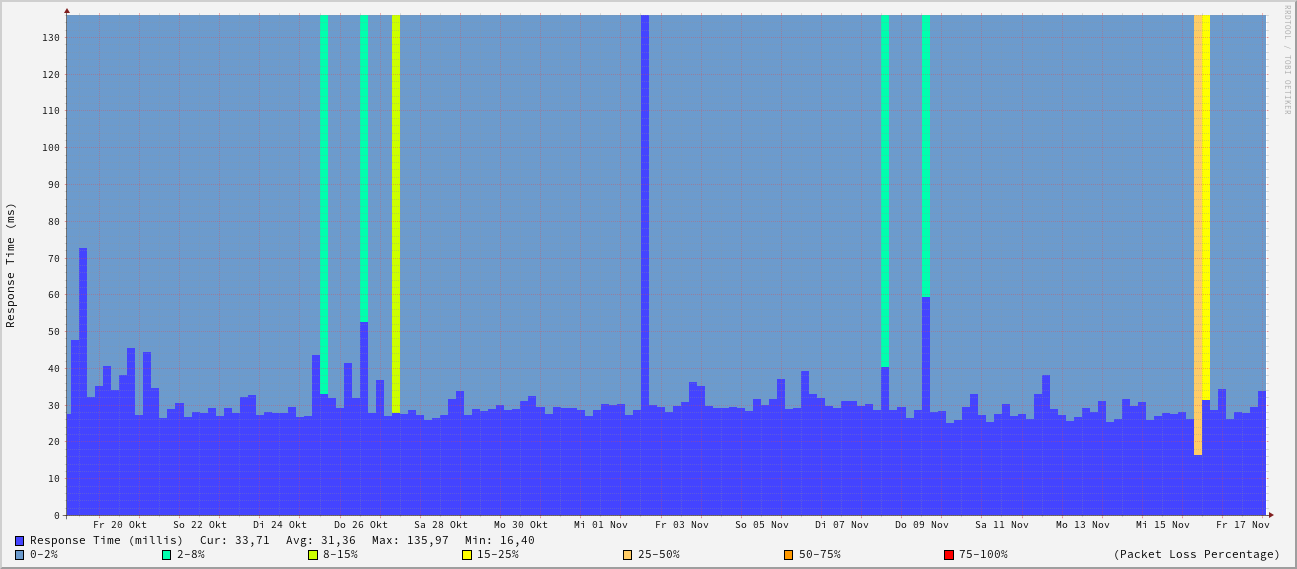 RRDTOOL / TOBI OETIKER
Response Time (ms)
130
120
110
100
90
80
70
60
50
40
30
20
10
0
Fr 20 Okt So 22 Okt Di 24 Okt Do 26 Okt Sa 28 Okt Mo 30 Okt Mi 01 Nov Fr 03 Nov So 05 Nov Di 07 Nov Do 09 Nov Sa 11 Nov Mo 13 Nov Mi 15 Nov Fr 17 Nov
Response Time (millis) Cur: 33,71 Avg: 31,36 Max: 135,97 Min: 16,40
0-2% 2-8% 8-15% 15-25% 25-50% 50-75% 75-100% (Packet Loss Percentage)